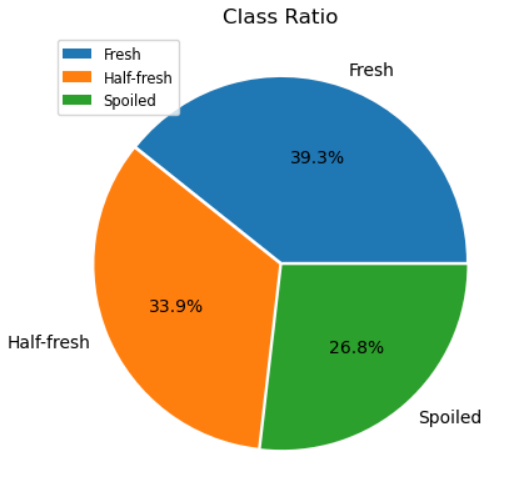 Class Ratio
Fresh
Half-fresh
Spoiled
Fresh
39.3%
33.9%
Half-fresh
26.8%
Spoiled